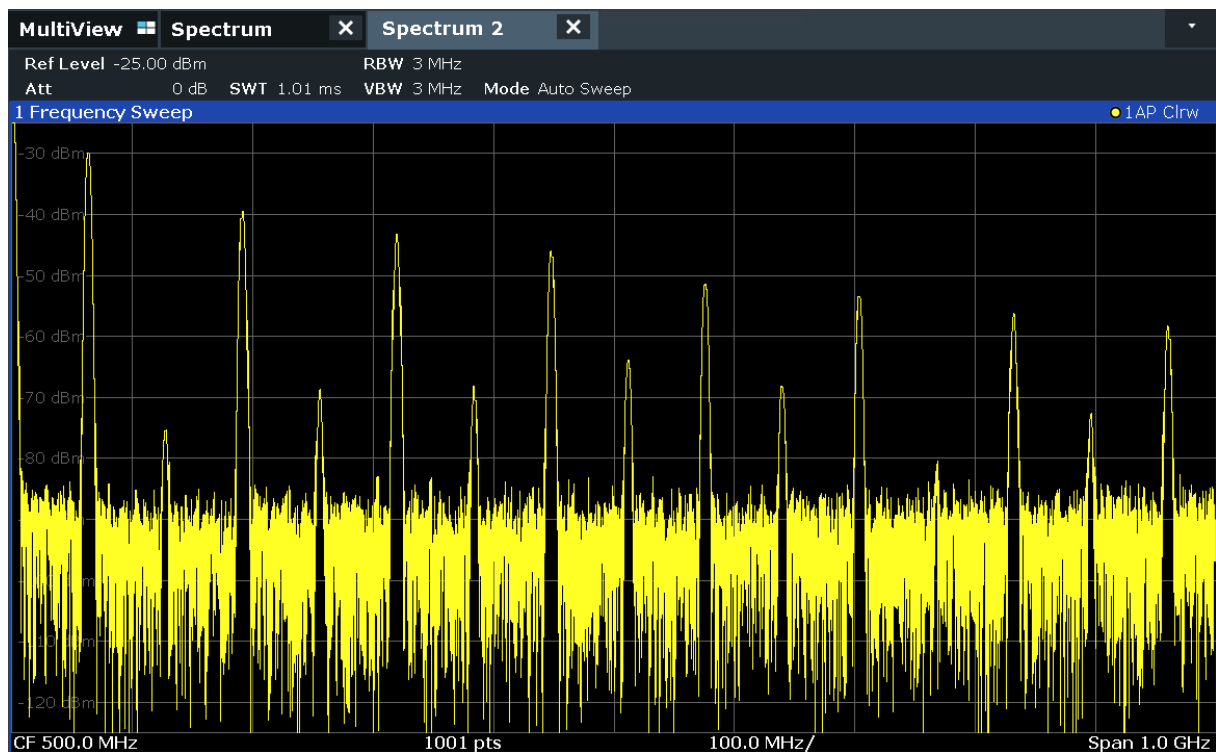 MultiView Spectrum X Spectrum 2 X
Ref Level -25.00 dBm RBW 3 MHz
Att 0 dB SWT 1.01 ms VBW 3 MHz Mode Auto Sweep
1 Frequency Sweep 1AP Clrw
-30 dBm
-40 dBm
-50 dBm
-60 dBm
-70 dBm
-80 dBm
-110 dBm
-120 dBm
CF 500.0 MHz 1001 pts 100.0 MHz/ Span 1.0 GHz